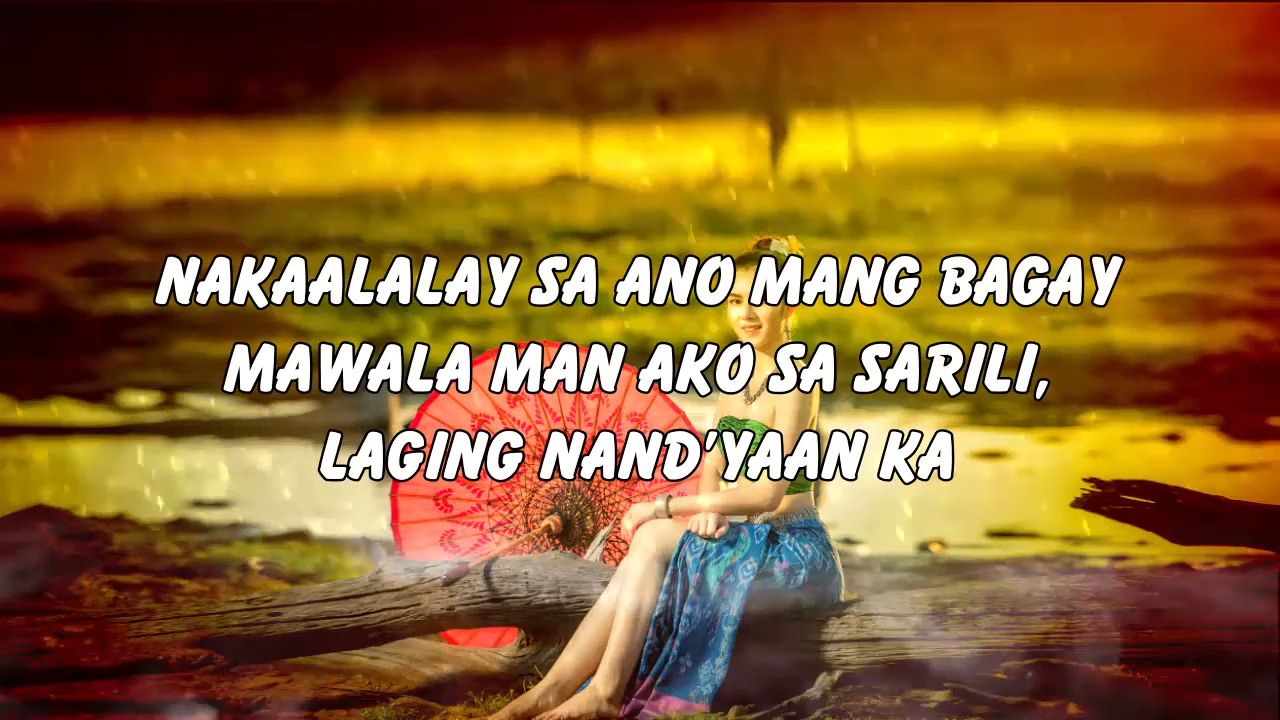 NAKAALALAY SA ANO MANG BAGAY
MAWALA MAN AKO SA SARILI,
LAGING NAND'YAAN KA